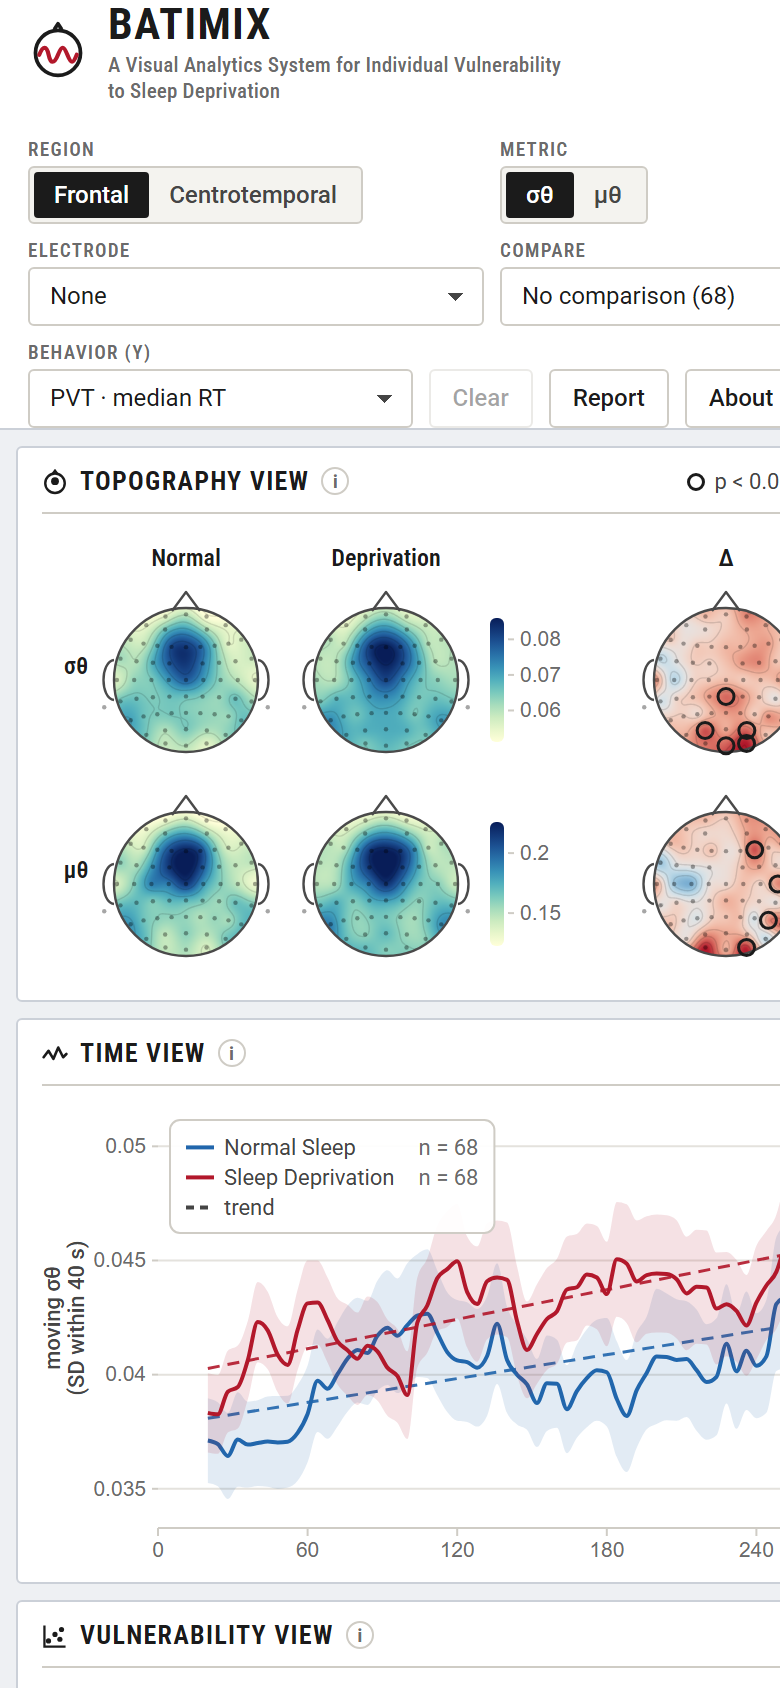 BATIMIX
A Visual Analytics System for Individual Vulnerability
to Sleep Deprivation
REGION
METRIC
Frontal Centrotemporal
σθ μθ
ELECTRODE
COMPARE
None
No comparison (68)
BEHAVIOR (Y)
PVT · median RT
Clear
Report
About
TOPOGRAPHY VIEW i
p < 0.0
Normal Deprivation Δ
σθ
0.08
0.07
0.06
μθ
0.2
0.15
TIME VIEW i
Normal Sleep n = 68
Sleep Deprivation n = 68
trend
0.05
0.045
0.04
0.035
moving σθ
(SD within 40 s)
0 60 120 180 240
VULNERABILITY VIEW i